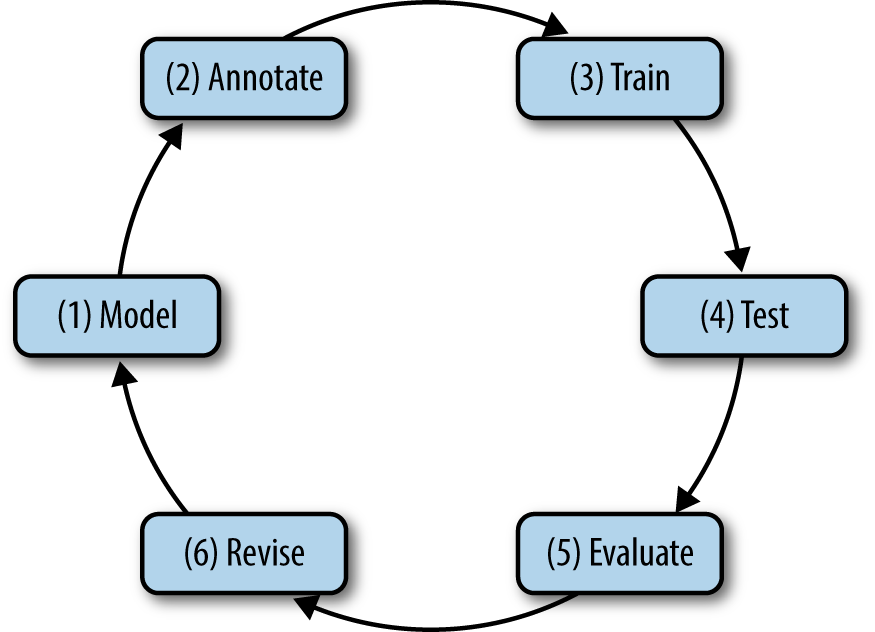 (1) Model
(2) Annotate
(3) Train
(4) Test
(5) Evaluate
(6) Revise